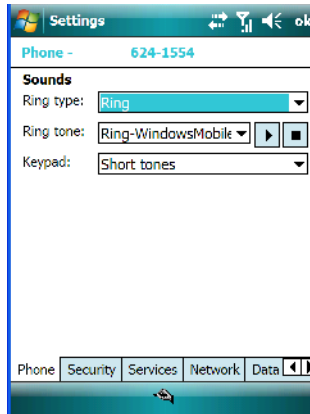 Settings ok
Phone - 624-1554
Sounds
Ring type: Ring
Ring tone: Ring-WindowsMobile
Keypad: Short tones
Phone Security Services Network Data